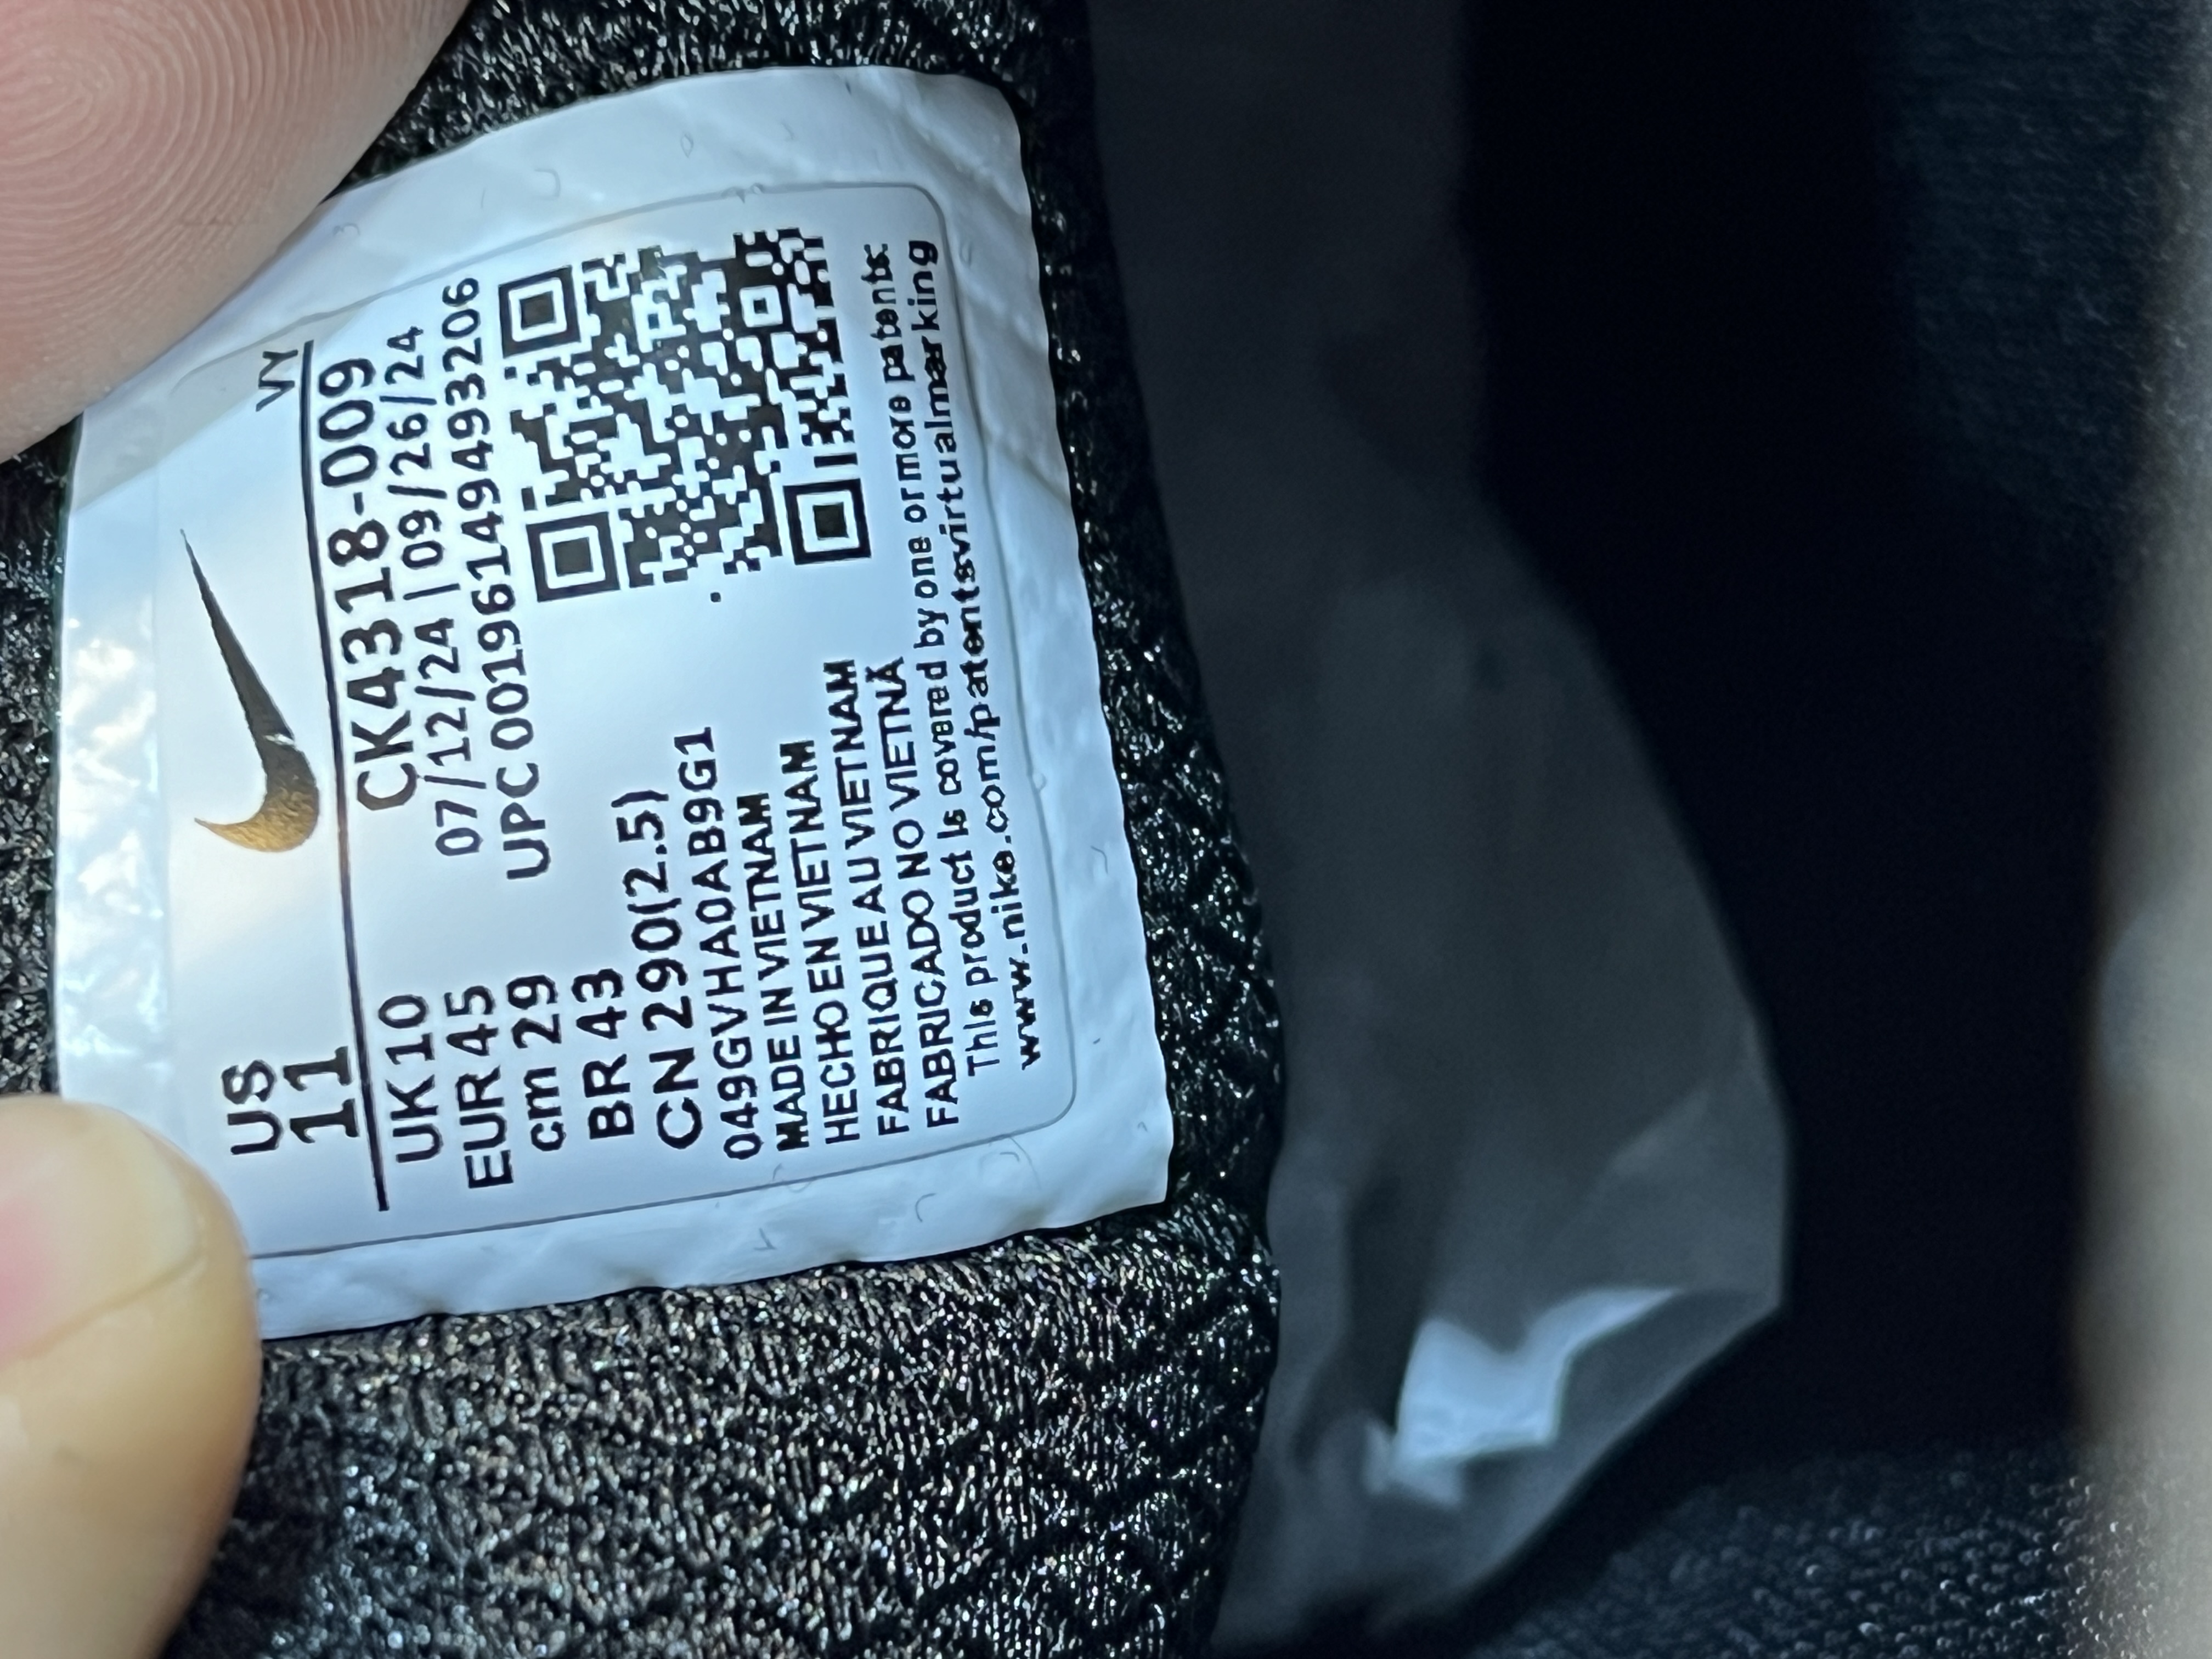 US
11
VY
UK 10
CK4318-009
EUR 45
07/12/24 | 09/26/24
cm 29
UPC 00196149493206
BR 43
CN 290(2.5)
049GVHA0AB9G1
MADE IN VIETNAM
HECHO EN VIETNAM
FABRIQUE AU VIETNAM
FABRICADO NO VIETNÃ
This product is covered by one or more patents:
www.nike.com/patentsvirtualmarking